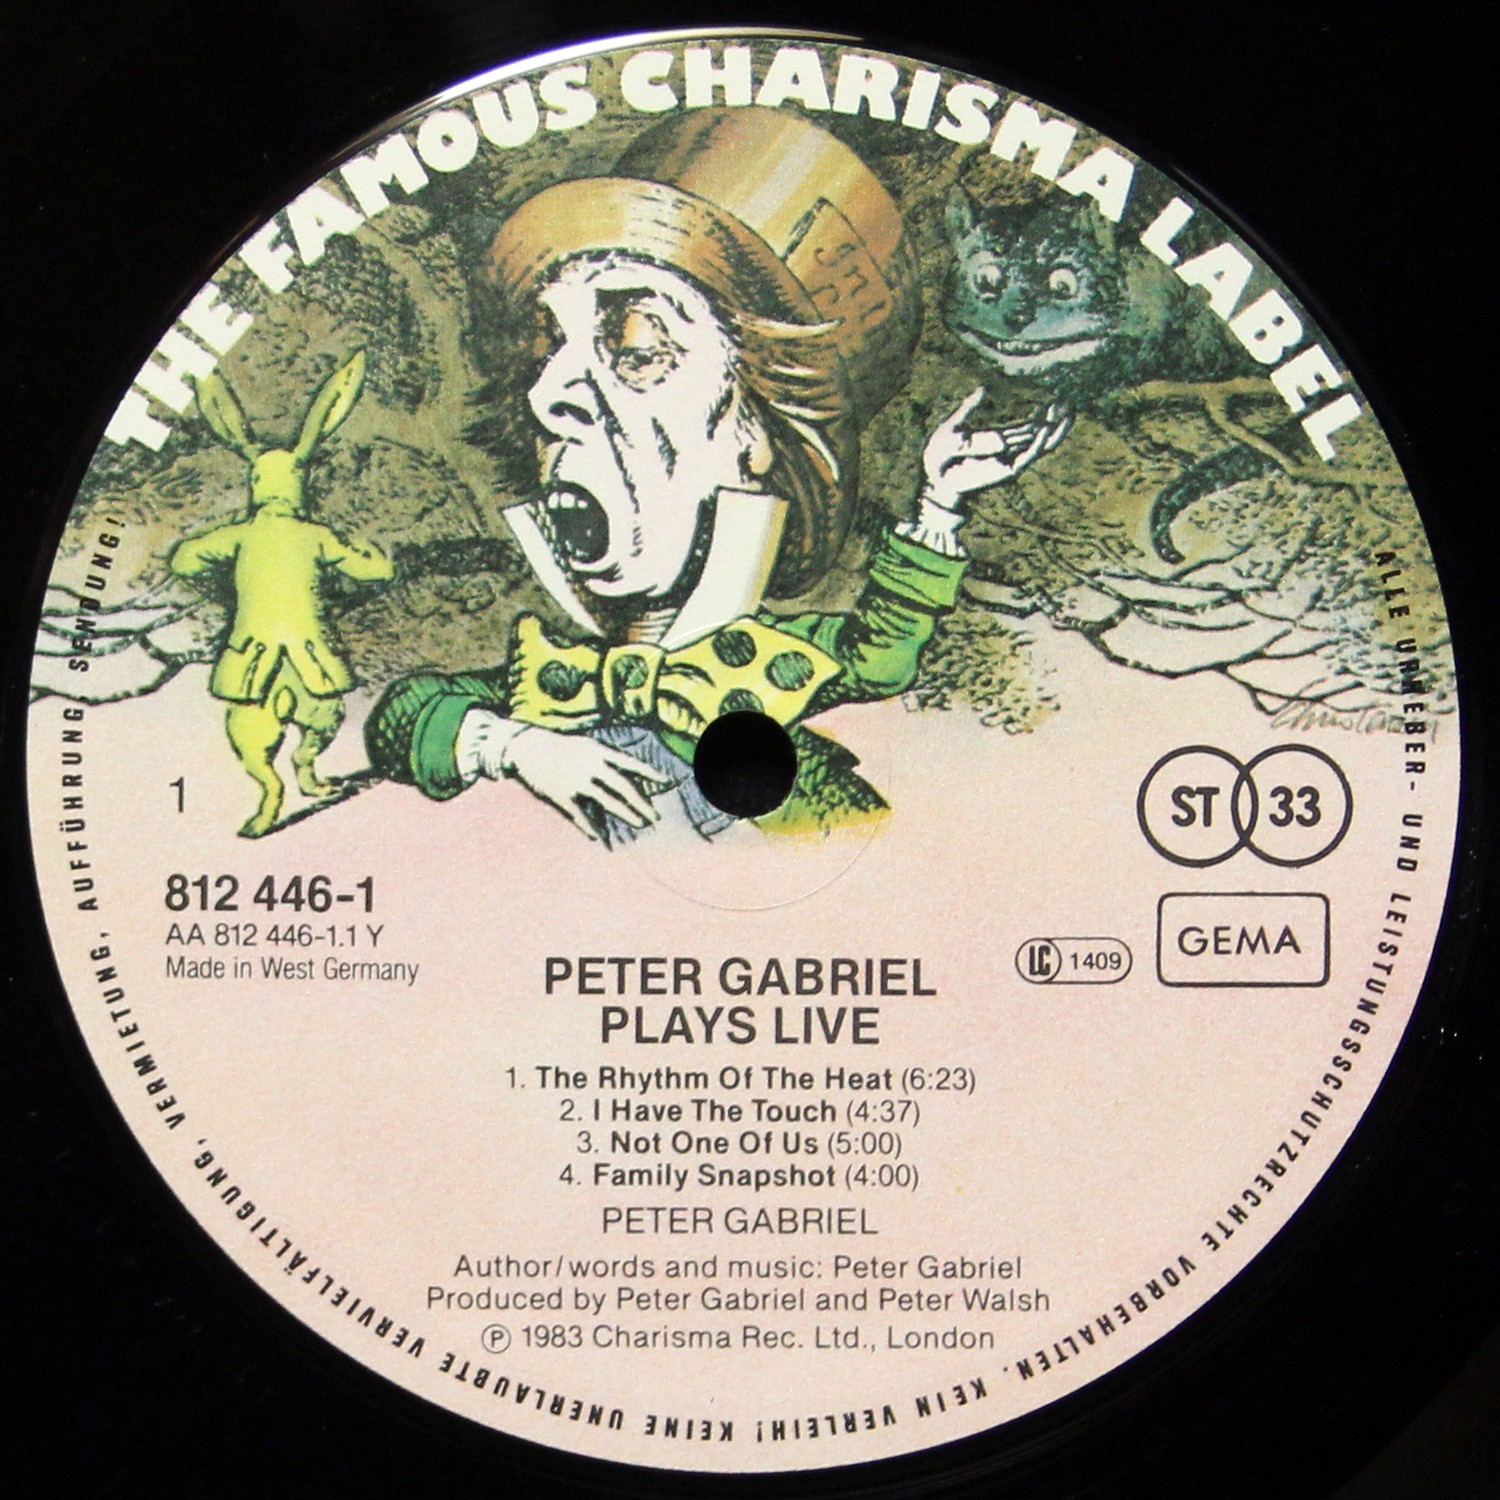 THE FAMOUS CHARISMA LABEL
1
ST 33
812 446-1
AA 812 446-1.1 Y
Made in West Germany
LC 1409
GEMA
PETER GABRIEL
PLAYS LIVE
1. The Rhythm Of The Heat (6:23)
2. I Have The Touch (4:37)
3. Not One Of Us (5:00)
4. Family Snapshot (4:00)
PETER GABRIEL
Author/words and music: Peter Gabriel
Produced by Peter Gabriel and Peter Walsh
℗ 1983 Charisma Rec. Ltd., London
ALLE URHEBER- UND LEISTUNGSSCHUTZRECHTE VORBEHALTEN. KEIN VERLEIH! KEINE UNERLAUBTE VERVIELFÄLTIGUNG, VERMIETUNG, AUFFÜHRUNG, SENDUNG!